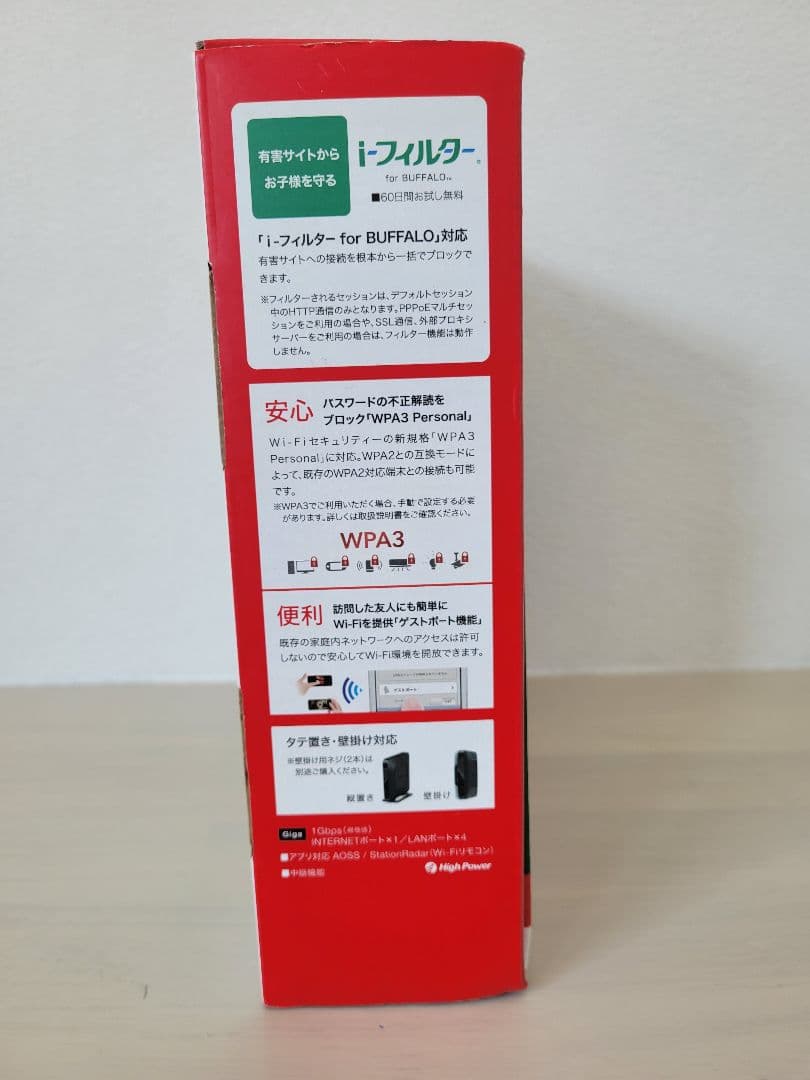 有害サイトから
お子様を守る
i-フィルター®
for BUFFALO™
■60日間お試し無料
「i-フィルター for BUFFALO」対応
有害サイトへの接続を根本から一括でブロックで
きます。
※フィルターされるセッションは、デフォルトセッション
中のHTTP通信のみとなります。PPPoEマルチセッ
ションをご利用の場合や、SSL通信、外部プロキシ
サーバーをご利用の場合は、フィルター機能は動作
しません。
安心
パスワードの不正解読を
ブロック「WPA3 Personal」
Wi-Fiセキュリティーの新規格「WPA3
Personal」に対応。WPA2との互換モードに
よって、既存のWPA2対応端末との接続も可能
です。
※WPA3でご利用いただく場合、手動で設定する必要
があります。詳しくは取扱説明書をご確認ください。
WPA3
便利
訪問した友人にも簡単に
Wi-Fiを提供「ゲストポート機能」
既存の家庭内ネットワークへのアクセスは許可
しないので安心してWi-Fi環境を開放できます。
ゲストポート
タテ置き・壁掛け対応
※壁掛け用ネジ(2本)は
別途ご購入ください。
縦置き
壁掛け
Giga
1Gbps(規格値)
INTERNETポート×1/LANポート×4
■アプリ対応 AOSS / StationRadar(Wi-Fiリモコン)
■中継機能
High Power